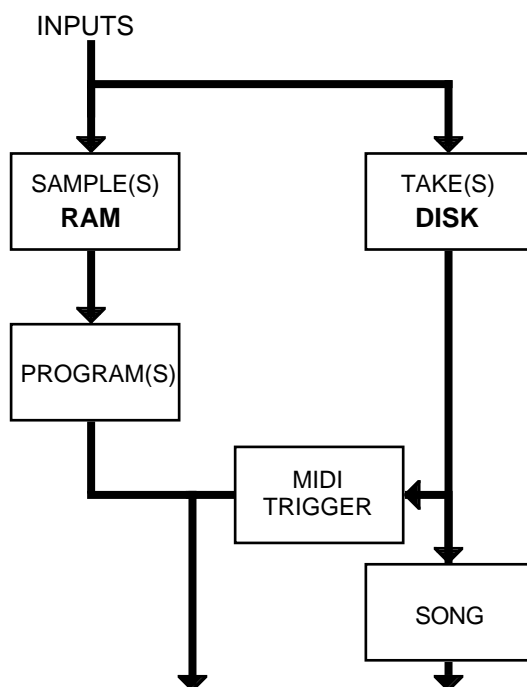 INPUTS
SAMPLE(S)
RAM
TAKE(S)
DISK
PROGRAM(S)
MIDI
TRIGGER
SONG